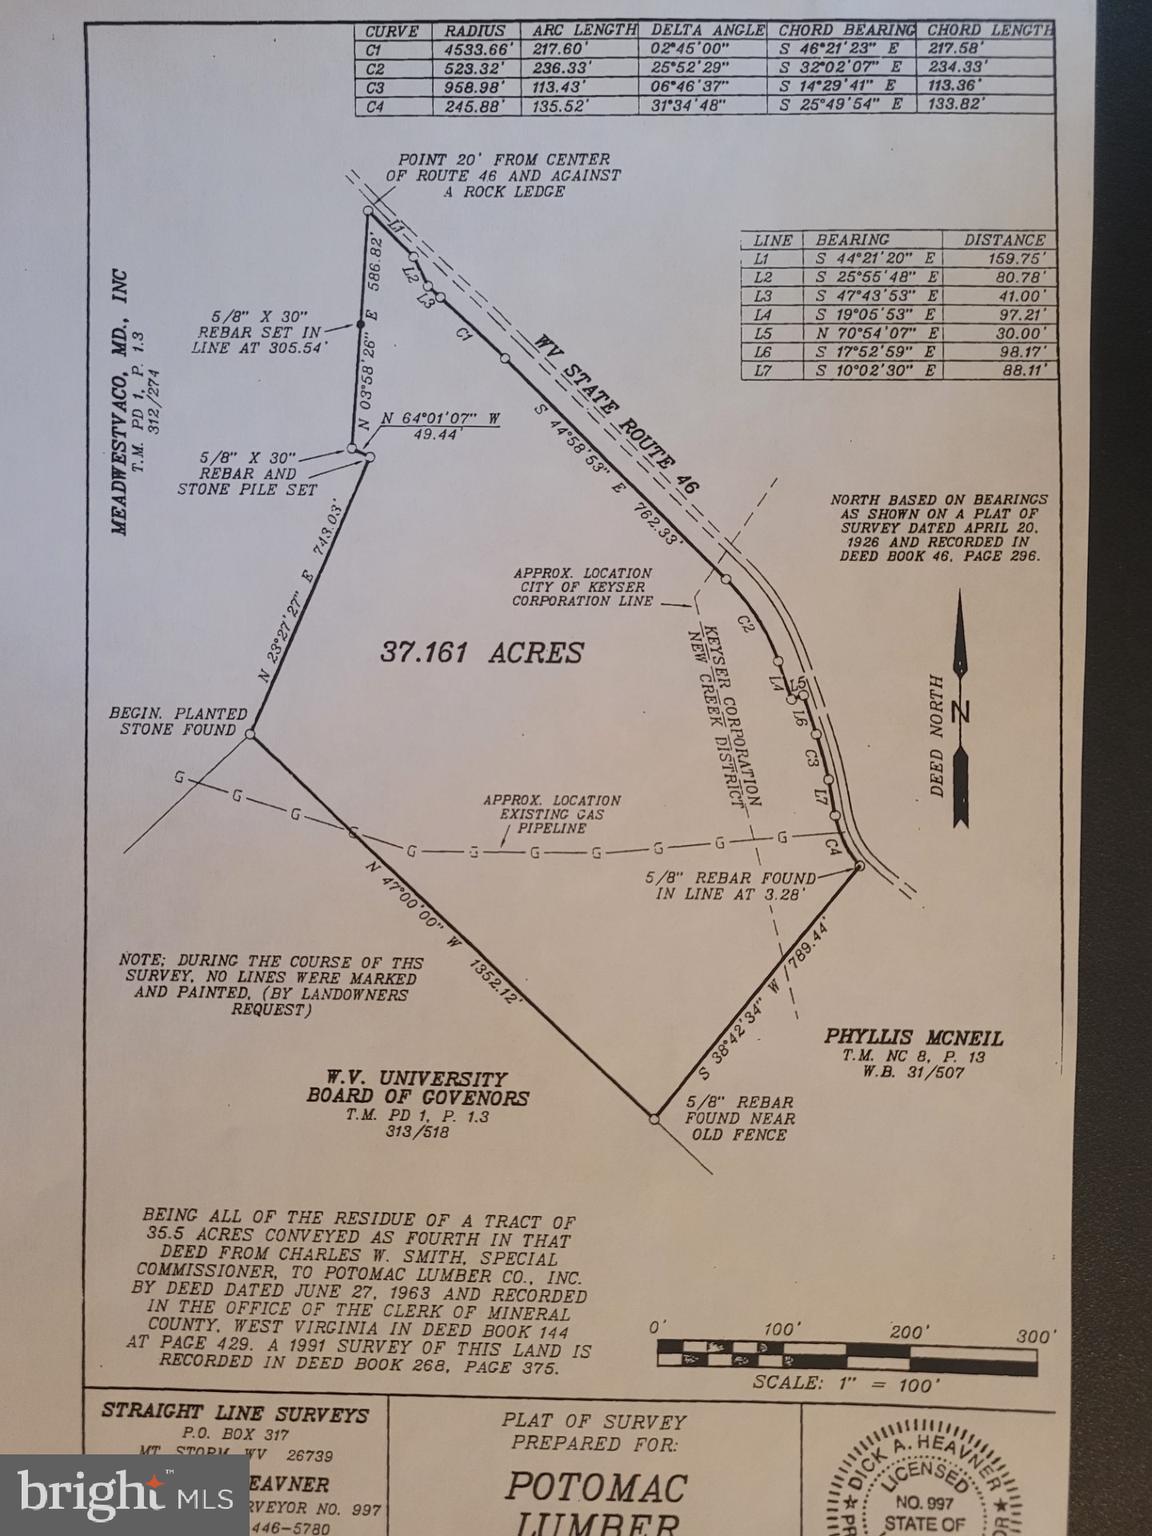 CURVE RADIUS ARC LENGTH DELTA ANGLE CHORD BEARING CHORD LENGTH
C1 4533.66' 217.60' 02°45'00" S 46°21'23" E 217.58'
C2 523.32' 236.33' 25°52'29" S 32°02'07" E 234.33'
C3 958.98' 113.43' 06°46'37" S 14°29'41" E 113.36'
C4 245.88' 135.52' 31°34'48" S 25°49'54" E 133.82'
POINT 20' FROM CENTER
OF ROUTE 46 AND AGAINST
A ROCK LEDGE
LINE BEARING DISTANCE
L1 S 44°21'20" E 159.75'
L2 S 25°55'48" E 80.78'
L3 S 47°43'53" E 41.00'
L4 S 19°05'53" E 97.21'
L5 N 70°54'07" E 30.00'
L6 S 17°52'59" E 98.17'
L7 S 10°02'30" E 88.11'
MEADWESTVACO, MD., INC
T.M. PD 1, P. 1.3
312/274
5/8" X 30"
REBAR SET IN
LINE AT 305.54'
N 03°58'26" E 586.82'
L1
L2
L3
C1
WV STATE ROUTE 46
N 64°01'07" W
49.44'
5/8" X 30"
REBAR AND
STONE PILE SET
S 44°58'53" E 762.33'
NORTH BASED ON BEARINGS
AS SHOWN ON A PLAT OF
SURVEY DATED APRIL 20,
1926 AND RECORDED IN
DEED BOOK 46, PAGE 296.
N 23°27'27" E 743.03'
APPROX. LOCATION
CITY OF KEYSER
CORPORATION LINE
37.161 ACRES
KEYSER CORPORATION
NEW CREEK DISTRICT
C2
L4
L5
L6
C3
L7
C4
DEED NORTH
N
BEGIN. PLANTED
STONE FOUND
G G G G G G G G G G G
APPROX. LOCATION
EXISTING GAS
PIPELINE
5/8" REBAR FOUND
IN LINE AT 3.28'
N 47°00'00" W 1352.12'
S 38°42'34" W 789.44'
NOTE; DURING THE COURSE OF THS
SURVEY, NO LINES WERE MARKED
AND PAINTED, (BY LANDOWNERS
REQUEST)
PHYLLIS MCNEIL
T.M. NC 8, P. 13
W.B. 31/507
W.V. UNIVERSITY
BOARD OF GOVENORS
T.M. PD 1, P. 1.3
313/518
5/8" REBAR
FOUND NEAR
OLD FENCE
BEING ALL OF THE RESIDUE OF A TRACT OF
35.5 ACRES CONVEYED AS FOURTH IN THAT
DEED FROM CHARLES W. SMITH, SPECIAL
COMMISSIONER, TO POTOMAC LUMBER CO., INC.
BY DEED DATED JUNE 27, 1963 AND RECORDED
IN THE OFFICE OF THE CLERK OF MINERAL
COUNTY, WEST VIRGINIA IN DEED BOOK 144
AT PAGE 429. A 1991 SURVEY OF THIS LAND IS
RECORDED IN DEED BOOK 268, PAGE 375.
0' 100' 200' 300'
SCALE: 1" = 100'
STRAIGHT LINE SURVEYS
P.O. BOX 317
MT. STORM, WV 26739
EAVNER
RVEYOR NO. 997
446-5780
PLAT OF SURVEY
PREPARED FOR:
POTOMAC
LUMBER
DICK A. HEAVNER
LICENSED
NO. 997
STATE OF
bright™ MLS